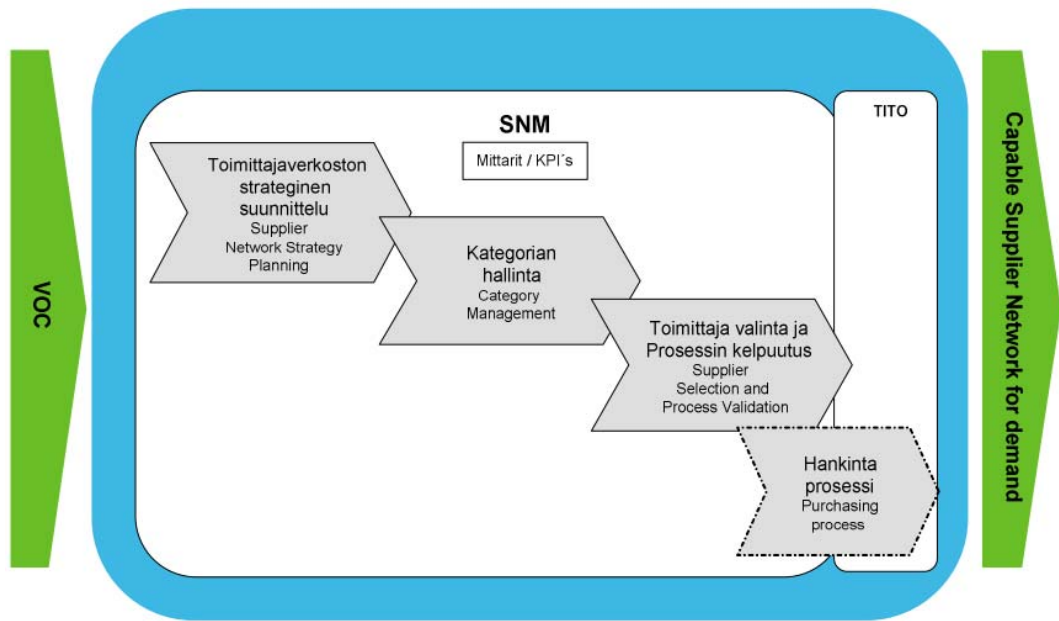 VOC
SNM
Mittarit / KPI´s
TITO
Toimittajaverkoston
strateginen
suunnittelu
Supplier
Network Strategy
Planning
Kategorian
hallinta
Category
Management
Toimittaja valinta ja
Prosessin kelpuutus
Supplier
Selection and
Process Validation
Hankinta
prosessi
Purchasing
process
Capable Supplier Network for demand